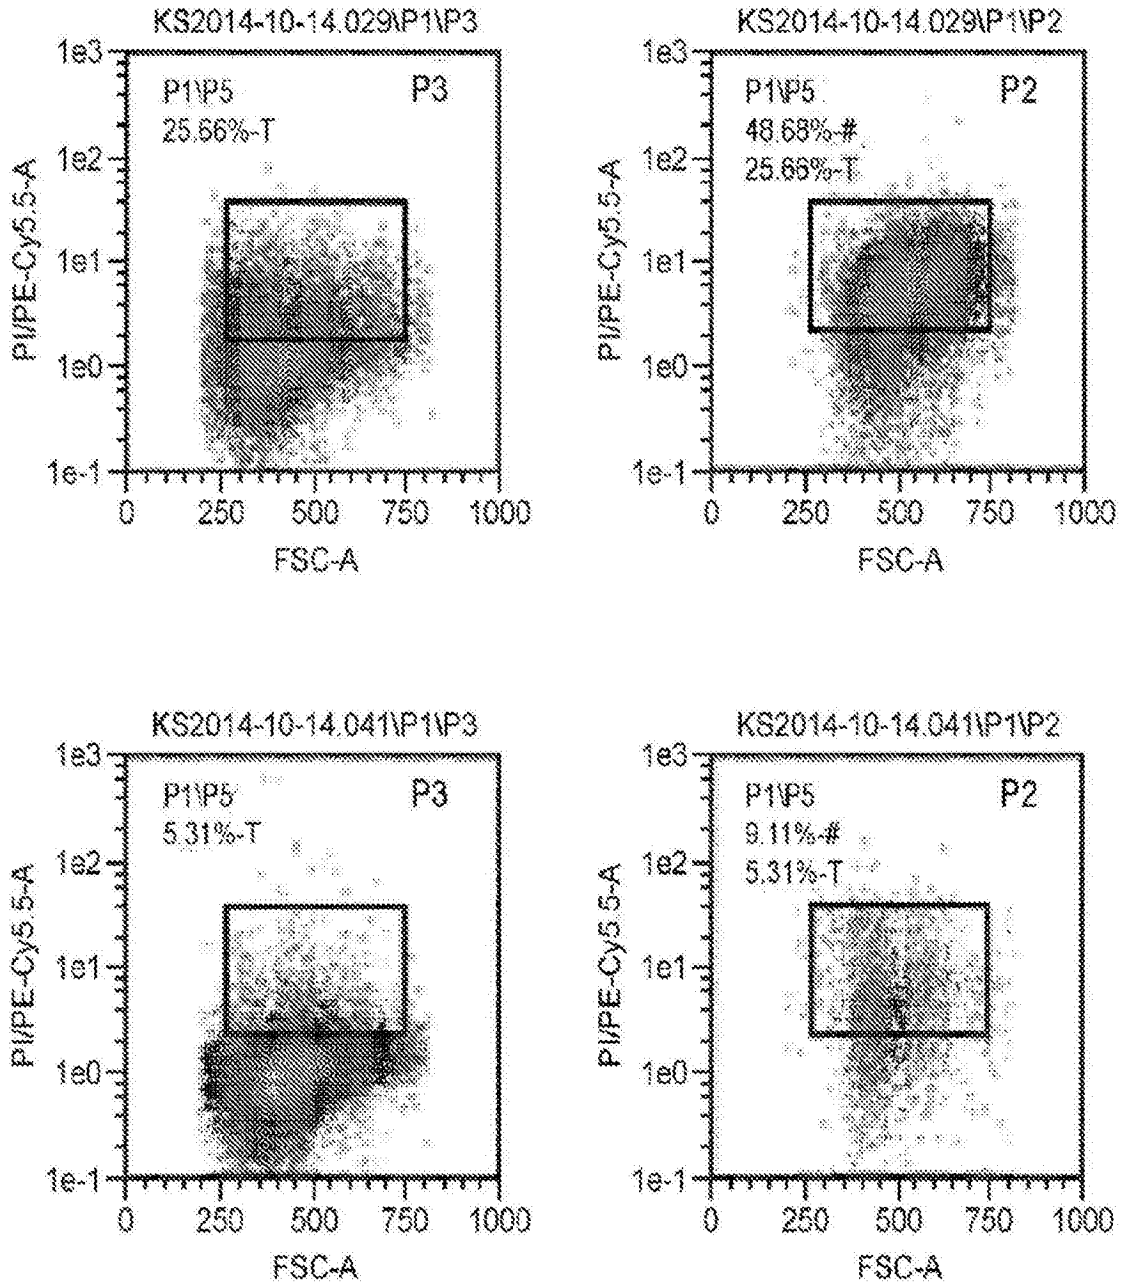 KS2014-10-14.029\P1\P3
1e3
P1\P5
P3
25.66%-T
1e2
1e1
1e0
1e-1
PI/PE-Cy5.5-A
0 250 500 750 1000
FSC-A
KS2014-10-14.029\P1\P2
1e3
P1\P5
P2
48.68%-#
25.66%-T
1e2
1e1
1e0
1e-1
PI/PE-Cy5.5-A
0 250 500 750 1000
FSC-A
KS2014-10-14.041\P1\P3
1e3
P1\P5
P3
5.31%-T
1e2
1e1
1e0
1e-1
PI/PE-Cy5.5-A
0 250 500 750 1000
FSC-A
KS2014-10-14.041\P1\P2
1e3
P1\P5
P2
9.11%-#
5.31%-T
1e2
1e1
1e0
1e-1
PI/PE-Cy5.5-A
0 250 500 750 1000
FSC-A